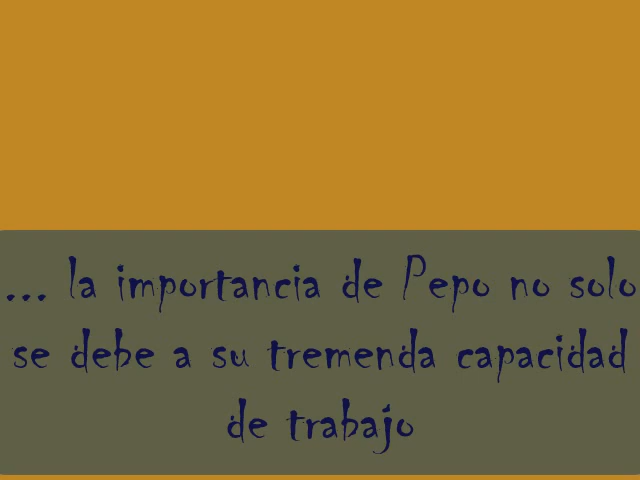 ... la importancia de Pepo no solo
se debe a su tremenda capacidad
de trabajo